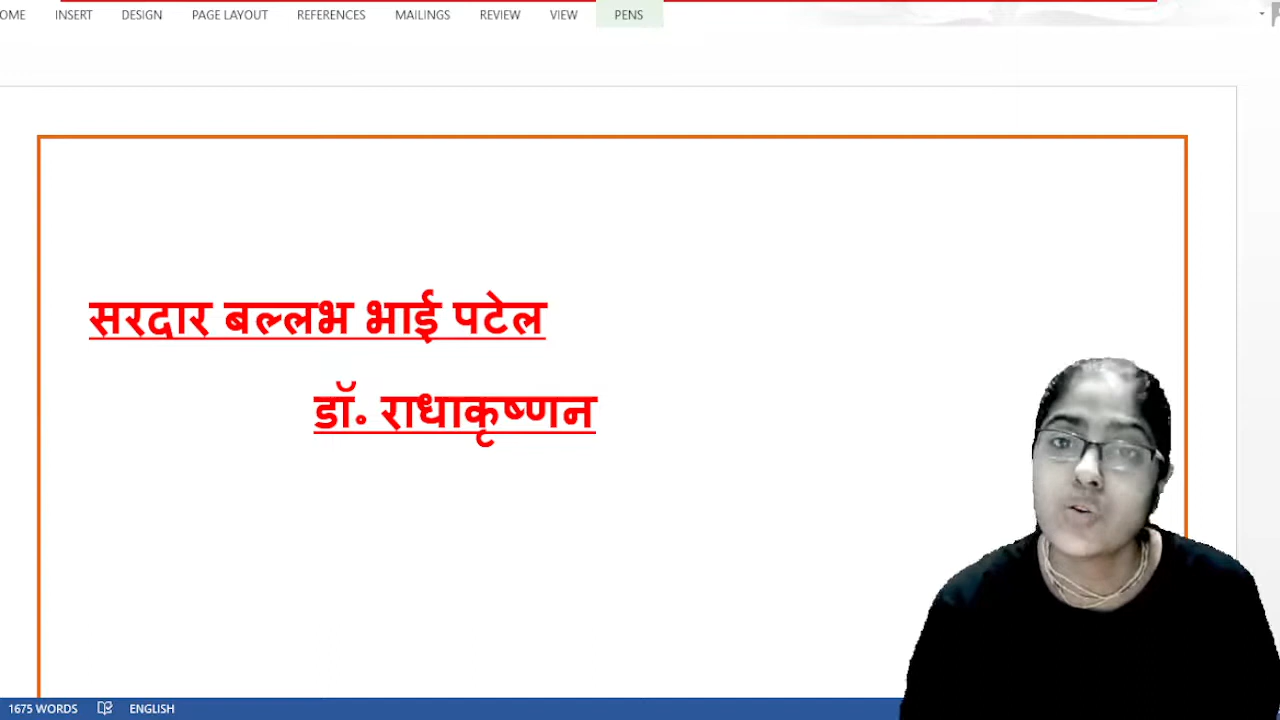 OME INSERT DESIGN PAGE LAYOUT REFERENCES MAILINGS REVIEW VIEW PENS
सरदार बल्लभ भाई पटेल
डॉ॰ राधाकृष्णन
1675 WORDS ENGLISH